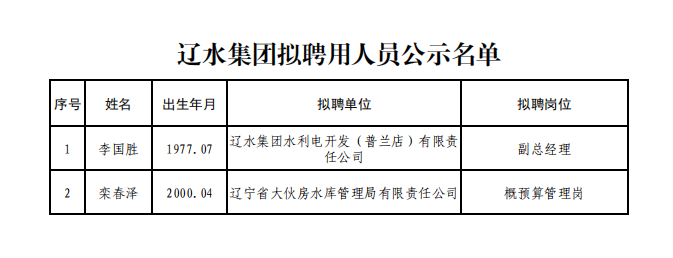 辽水集团拟聘用人员公示名单
序号 姓名 出生年月 拟聘单位 拟聘岗位
1 李国胜 1977.07 辽水集团水利电开发（普兰店）有限责任公司 副总经理
2 栾春泽 2000.04 辽宁省大伙房水库管理局有限责任公司 概预算管理岗